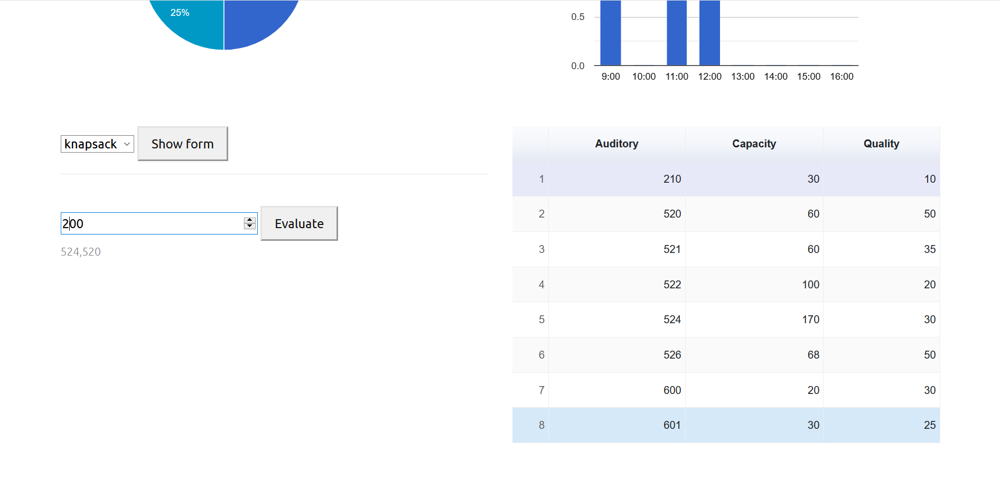 25%
0.5
0.0
9:00 10:00 11:00 12:00 13:00 14:00 15:00 16:00
knapsack Show form
200 Evaluate
524,520
Auditory Capacity Quality
1 210 30 10
2 520 60 50
3 521 60 35
4 522 100 20
5 524 170 30
6 526 68 50
7 600 20 30
8 601 30 25